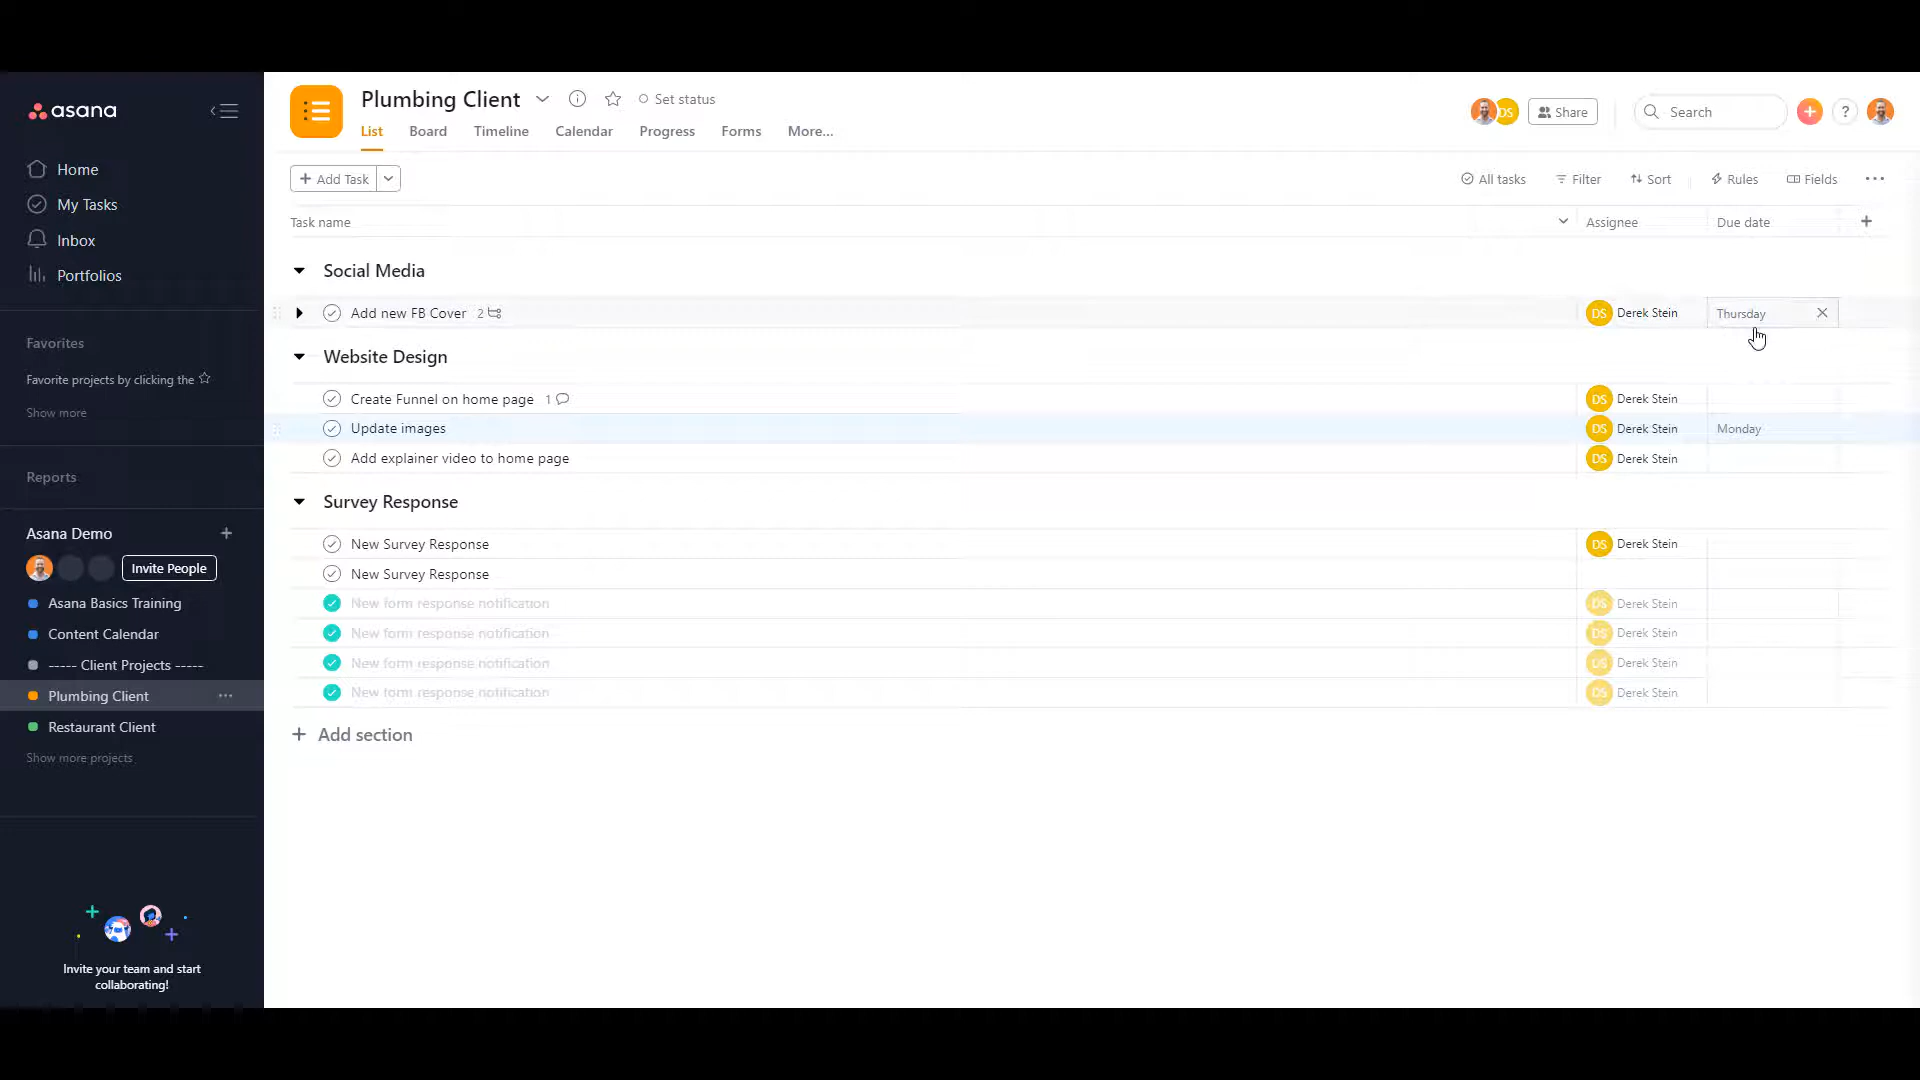 asana
Home
My Tasks
Inbox
Portfolios
Favorites
Favorite projects by clicking the
Show more
Reports
Asana Demo
Invite People
Asana Basics Training
Content Calendar
----- Client Projects -----
Plumbing Client
Restaurant Client
Show more projects
Invite your team and start
collaborating!
Plumbing Client
Set status
List Board Timeline Calendar Progress Forms More...
DS
Share
Search
?
+ Add Task
All tasks Filter Sort Rules Fields
Task name Assignee Due date
Social Media
Add new FB Cover 2 DS Derek Stein Thursday
Website Design
Create Funnel on home page 1 DS Derek Stein
Update images DS Derek Stein Monday
Add explainer video to home page DS Derek Stein
Survey Response
New Survey Response DS Derek Stein
New Survey Response
New form response notification DS Derek Stein
New form response notification DS Derek Stein
New form response notification DS Derek Stein
New form response notification DS Derek Stein
+ Add section